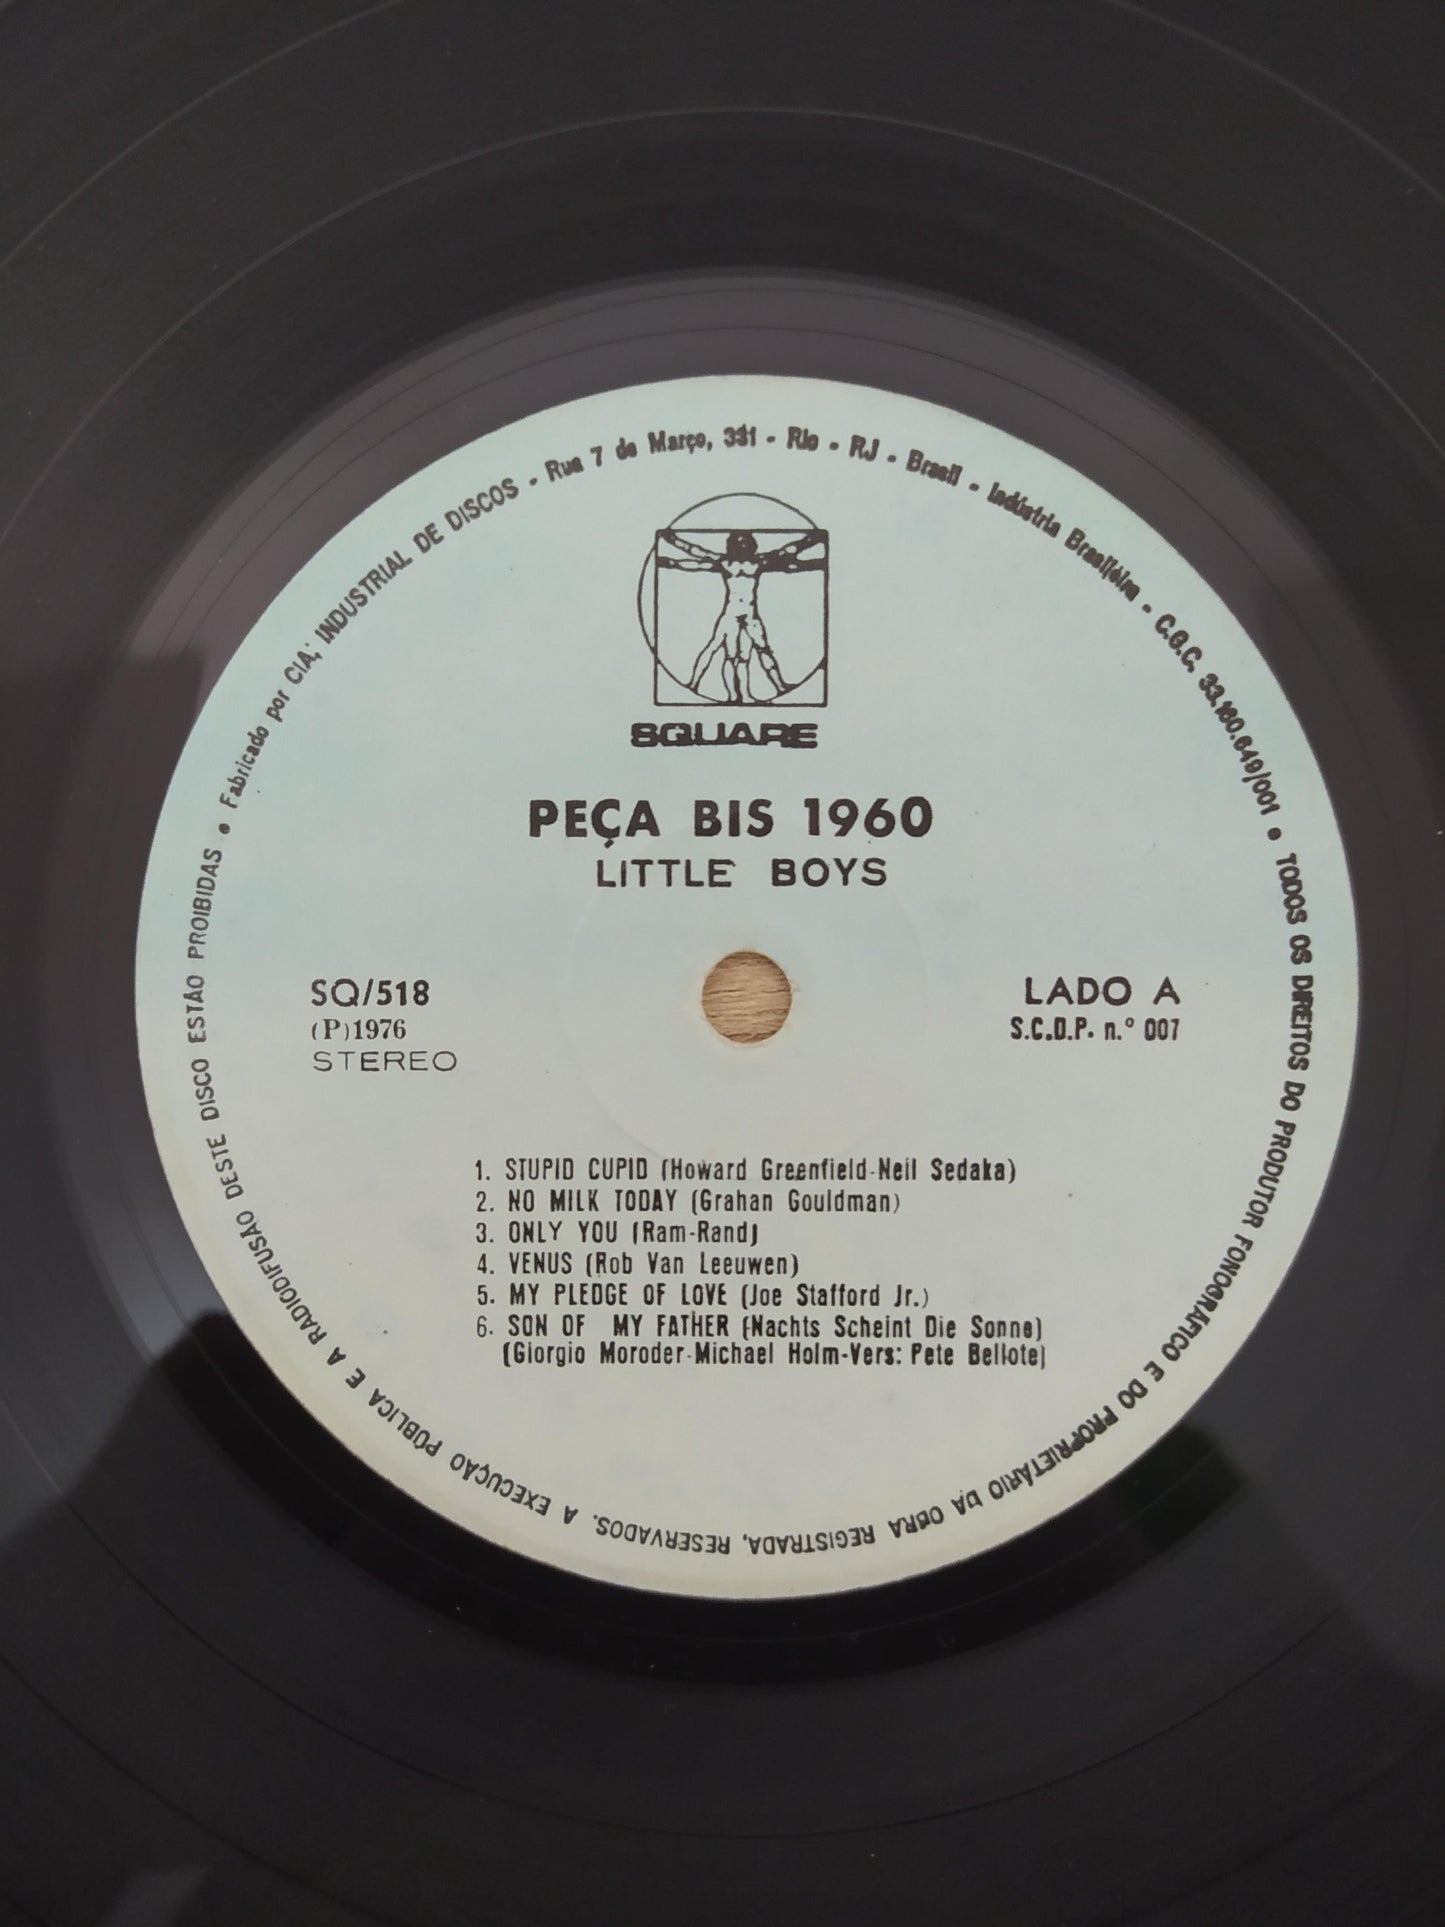 Fabricado por CIA; INDUSTRIAL DE DISCOS - Rua 7 de Março, 331 - Rio - RJ - Brasil - Indústria Brasiléira - C.G.C. 33.160.649/001 • TODOS OS DIREITOS DO PRODUTOR FONOGRÁFICO E DO PROPRIETÁRIO DA OBRA REGISTRADA, RESERVADOS. A EXECUÇÃO PÚBLICA E A RADIODIFUSÃO DESTE DISCO ESTÃO PROIBIDAS •
SQUARE
PEÇA BIS 1960
LITTLE BOYS
SQ/518
(P)1976
STEREO
LADO A
S.C.D.P. n.º 007
1. STUPID CUPID (Howard Greenfield-Neil Sedaka)
2. NO MILK TODAY (Grahan Gouldman)
3. ONLY YOU (Ram-Rand)
4. VENUS (Rob Van Leeuwen)
5. MY PLEDGE OF LOVE (Joe Stafford Jr.)
6. SON OF MY FATHER (Nachts Scheint Die Sonne)
(Giorgio Moroder-Michael Holm-Vers: Pete Bellote)